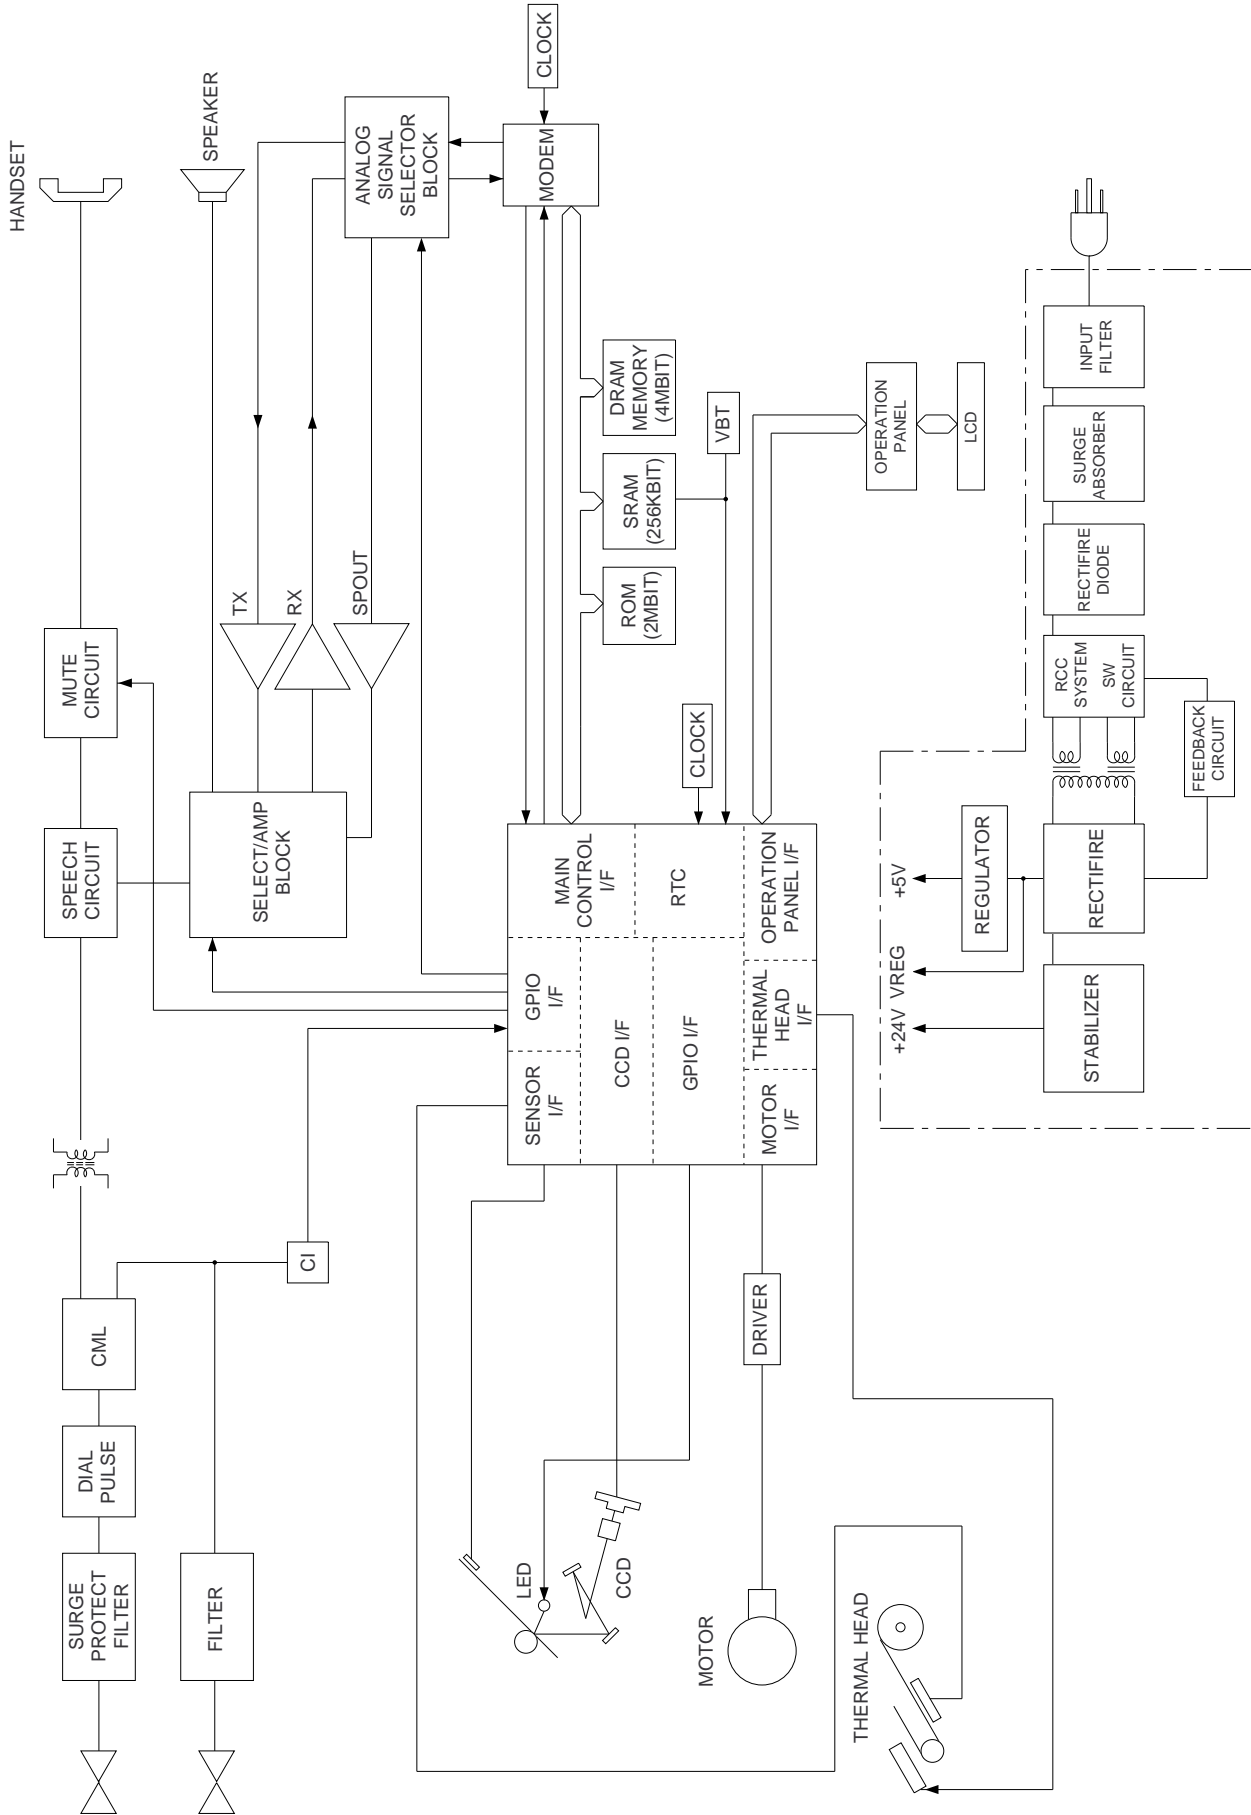 HANDSET
SPEAKER
CLOCK
ANALOG
SIGNAL
SELECTOR
BLOCK
MODEM
MUTE
CIRCUIT
TX
RX
SPOUT
DRAM
MEMORY
(4MBIT)
SRAM
(256KBIT)
ROM
(2MBIT)
VBT
OPERATION
PANEL
LCD
SPEECH
CIRCUIT
SELECT/AMP
BLOCK
CLOCK
MAIN
CONTROL
I/F
RTC
OPERATION
PANEL I/F
GPIO
I/F
CCD I/F
GPIO I/F
THERMAL
HEAD
I/F
SENSOR
I/F
MOTOR
I/F
INPUT
FILTER
SURGE
ABSORBER
RECTIFIRE
DIODE
RCC
SYSTEM
SW
CIRCUIT
FEEDBACK
CIRCUIT
REGULATOR
RECTIFIRE
STABILIZER
+5V
VREG
+24V
CI
CML
DIAL
PULSE
SURGE
PROTECT
FILTER
FILTER
DRIVER
LED
CCD
MOTOR
THERMAL HEAD